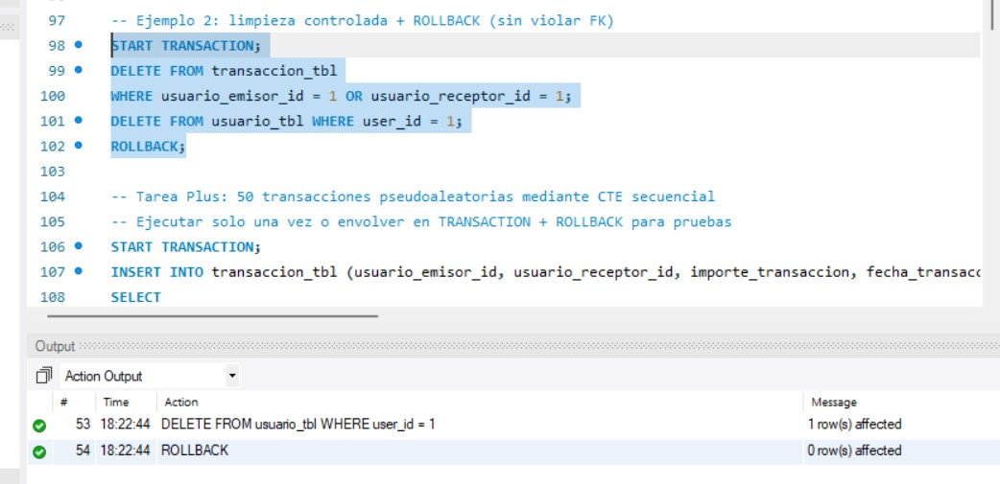 97 -- Ejemplo 2: limpieza controlada + ROLLBACK (sin violar FK)
98 START TRANSACTION;
99 DELETE FROM transaccion_tbl
100 WHERE usuario_emisor_id = 1 OR usuario_receptor_id = 1;
101 DELETE FROM usuario_tbl WHERE user_id = 1;
102 ROLLBACK;
103
104 -- Tarea Plus: 50 transacciones pseudoaleatorias mediante CTE secuencial
105 -- Ejecutar solo una vez o envolver en TRANSACTION + ROLLBACK para pruebas
106 START TRANSACTION;
107 INSERT INTO transaccion_tbl (usuario_emisor_id, usuario_receptor_id, importe_transaccion, fecha_transacc
108 SELECT
Output
Action Output
# Time Action Message
53 18:22:44 DELETE FROM usuario_tbl WHERE user_id = 1 1 row(s) affected
54 18:22:44 ROLLBACK 0 row(s) affected